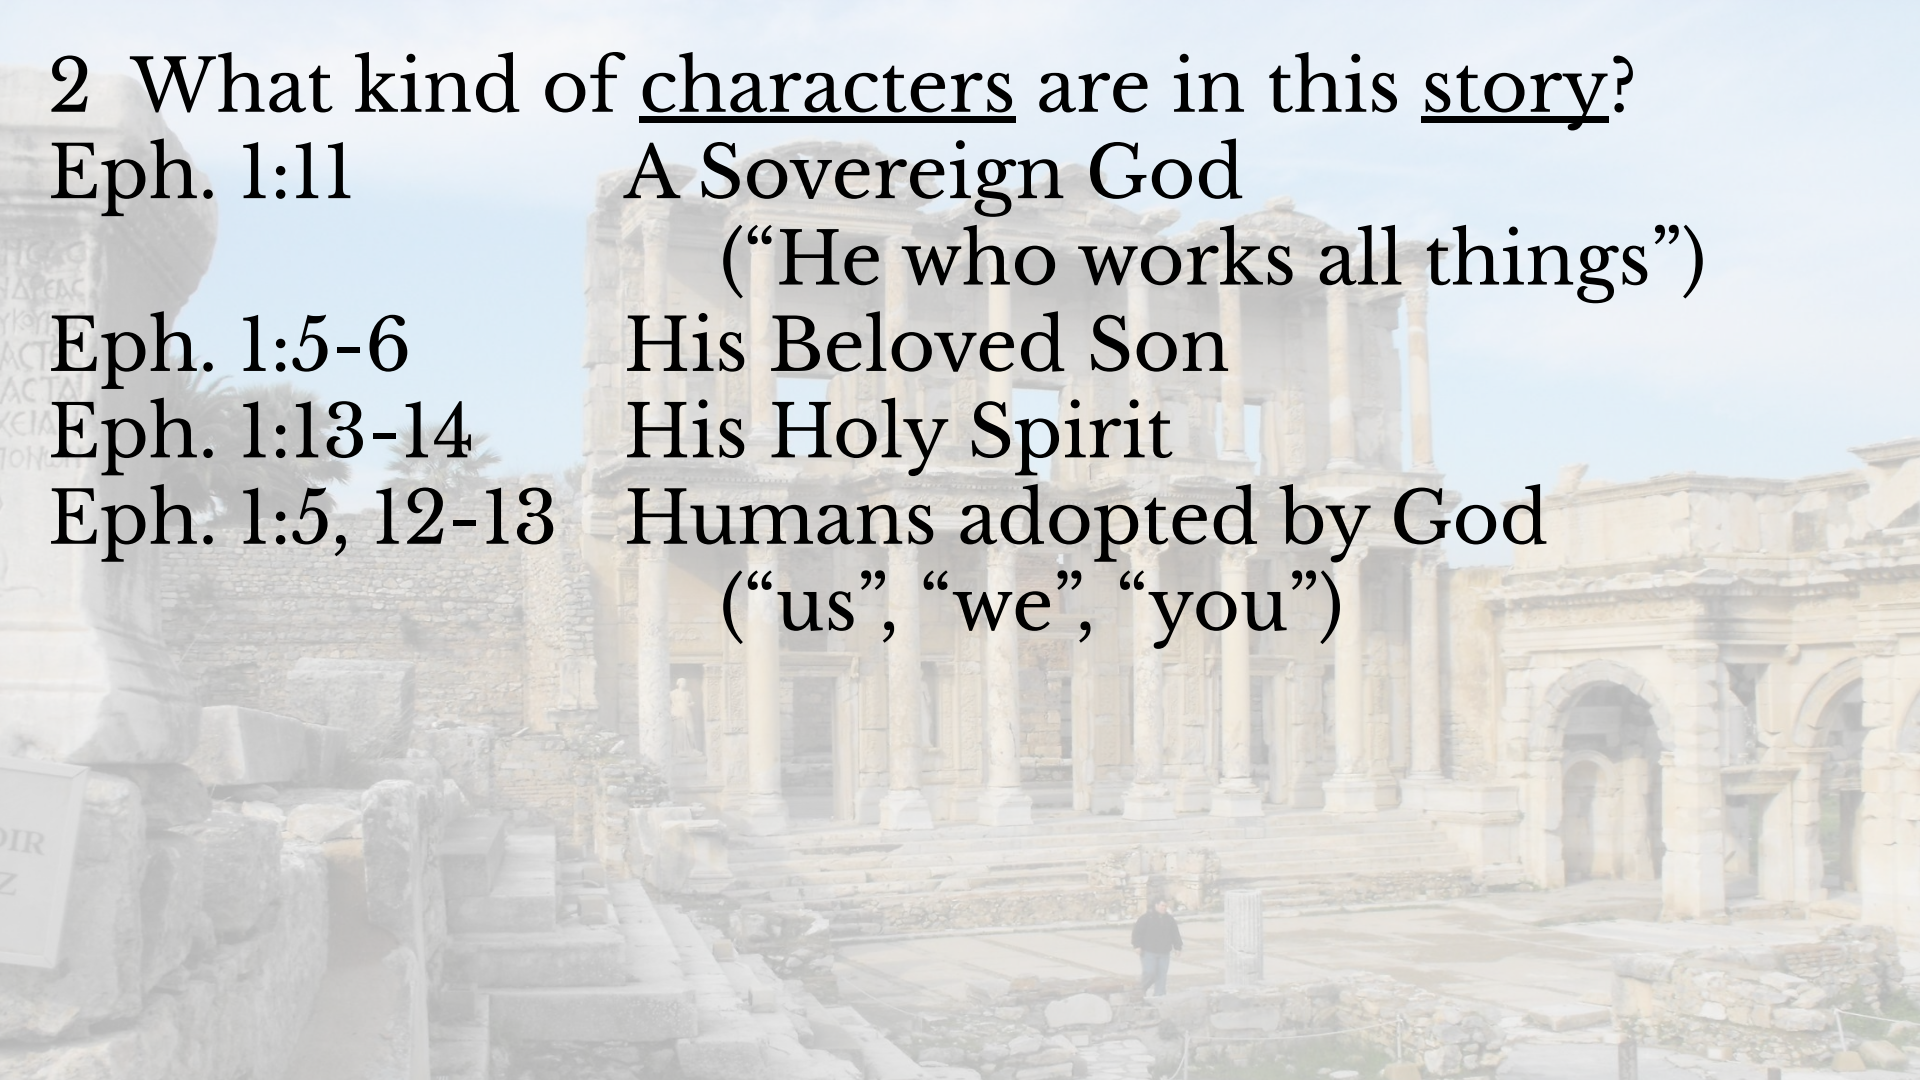 2 What kind of characters are in this story?
Eph. 1:11 A Sovereign God
(“He who works all things”)
Eph. 1:5-6 His Beloved Son
Eph. 1:13-14 His Holy Spirit
Eph. 1:5, 12-13 Humans adopted by God
(“us”, “we”, “you”)
OIR
Z